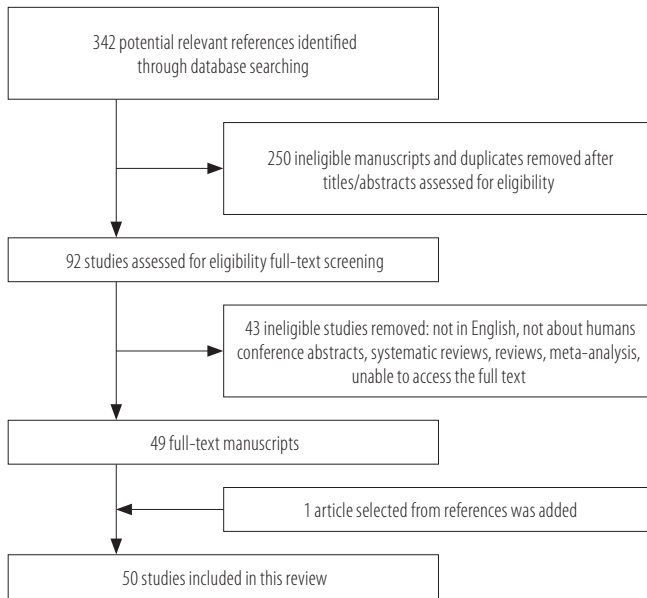 342 potential relevant references identified
through database searching
250 ineligible manuscripts and duplicates removed after
titles/abstracts assessed for eligibility
92 studies assessed for eligibility full-text screening
43 ineligible studies removed: not in English, not about humans
conference abstracts, systematic reviews, reviews, meta-analysis,
unable to access the full text
49 full-text manuscripts
1 article selected from references was added
50 studies included in this review